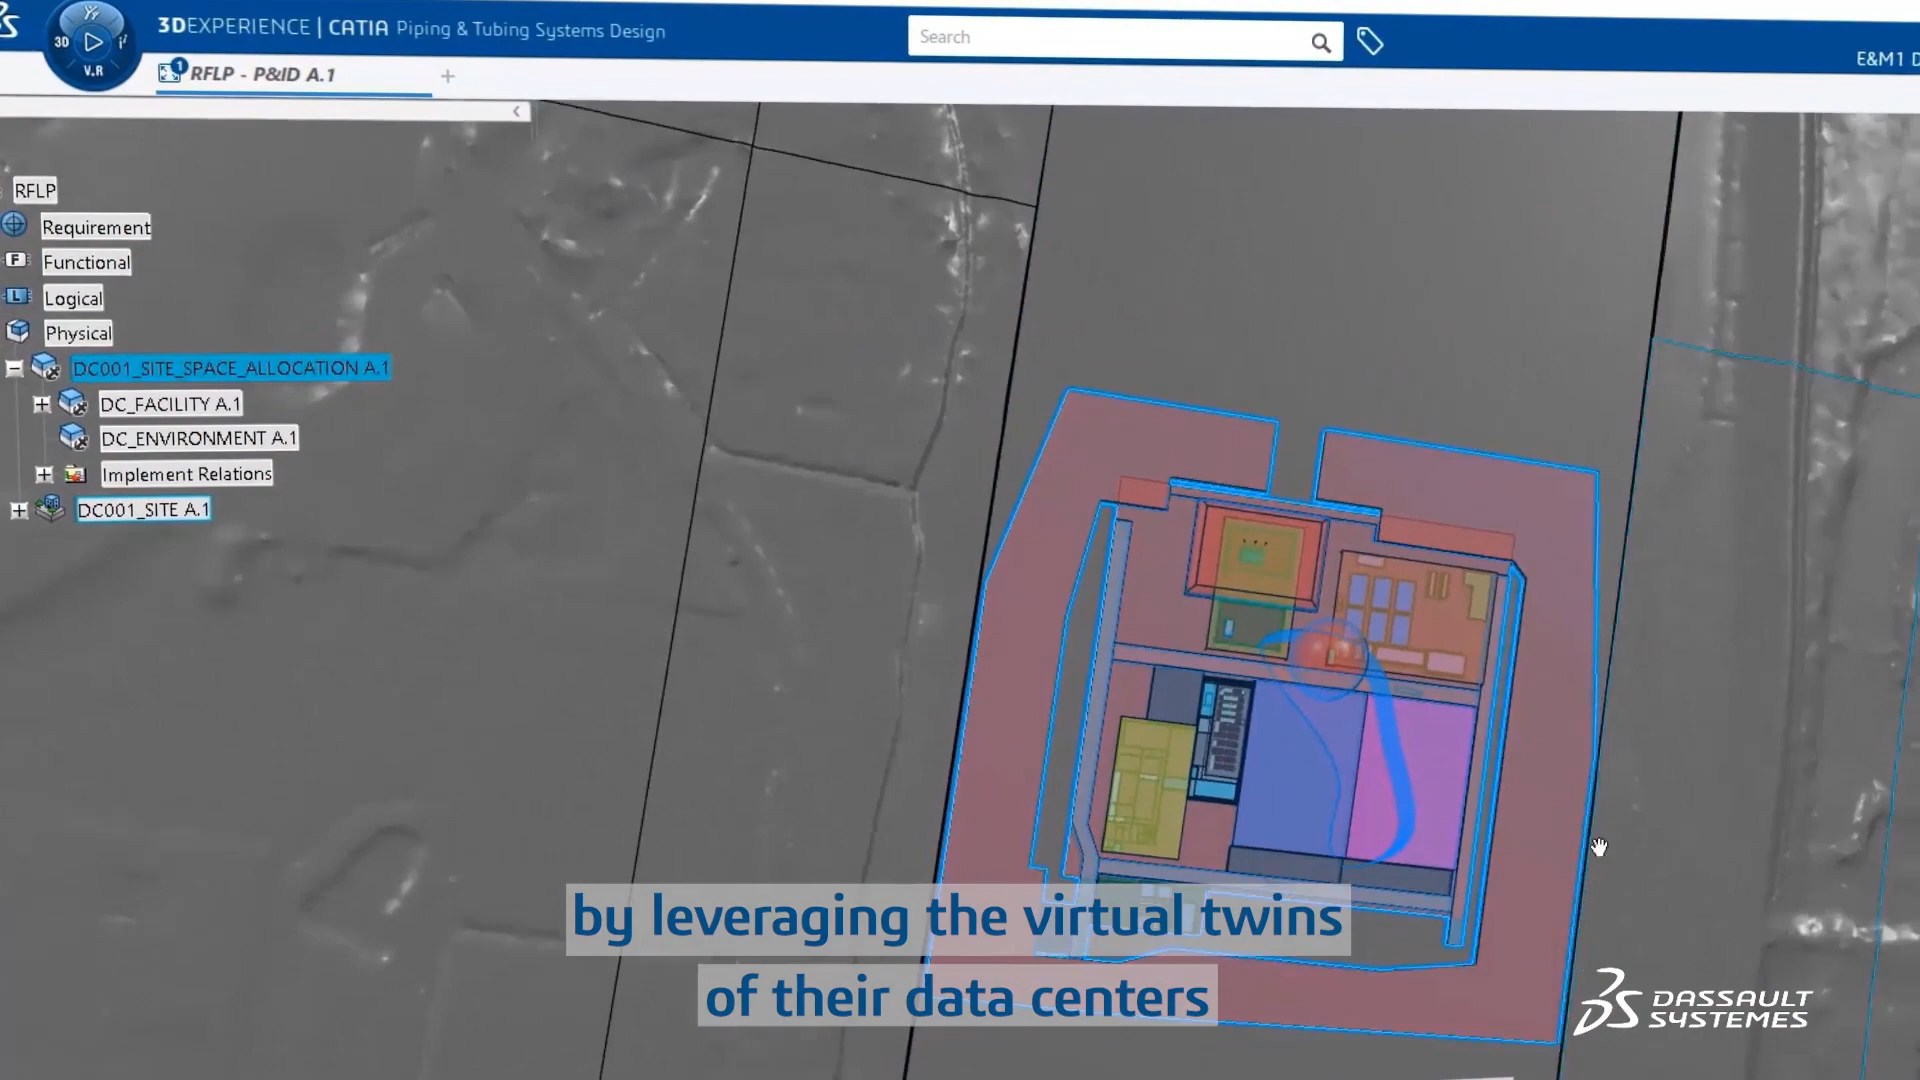 3DEXPERIENCE | CATIA Piping & Tubing Systems Design
Search
E&M1
3D
V.R
1
RFLP - P&ID A.1
+
RFLP
Requirement
F
Functional
L
Logical
Physical
DC001_SITE_SPACE_ALLOCATION A.1
DC_FACILITY A.1
DC_ENVIRONMENT A.1
Implement Relations
DC001_SITE A.1
by leveraging the virtual twins
of their data centers
DASSAULT
SYSTEMES